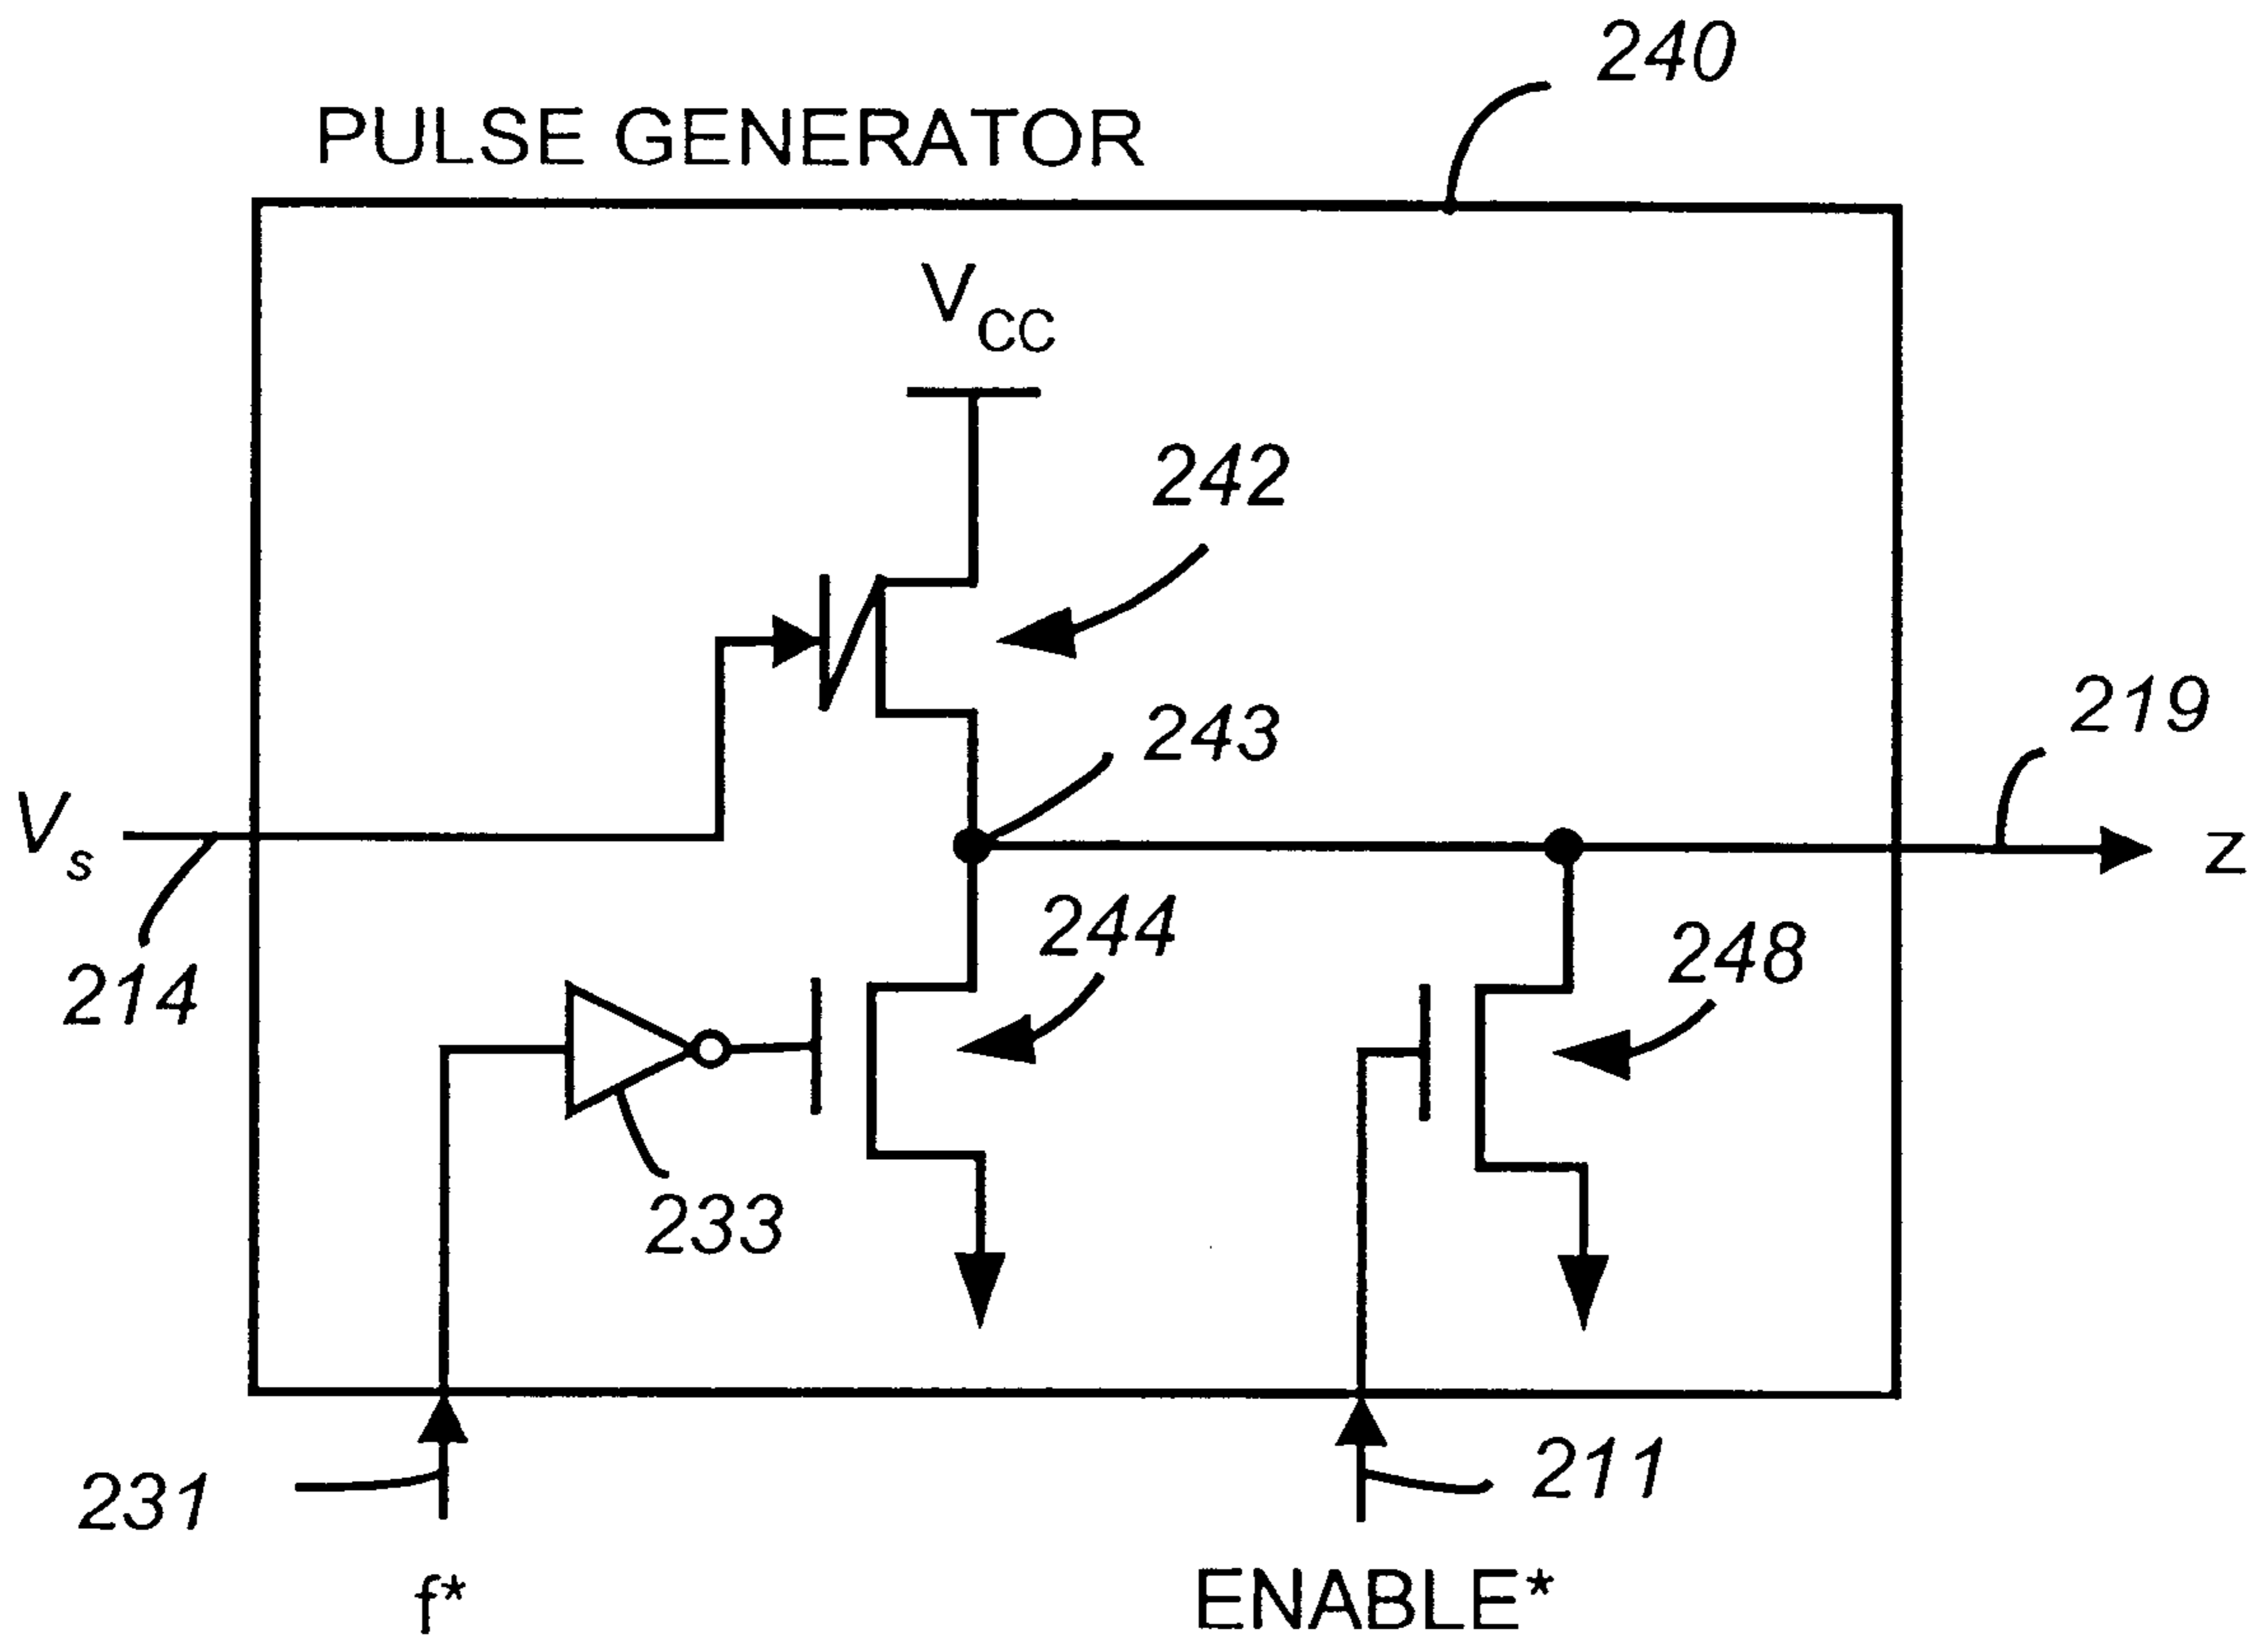 240
PULSE GENERATOR
VCC
242
243
219
Vs
z
214
244
248
233
231
211
f*
ENABLE*